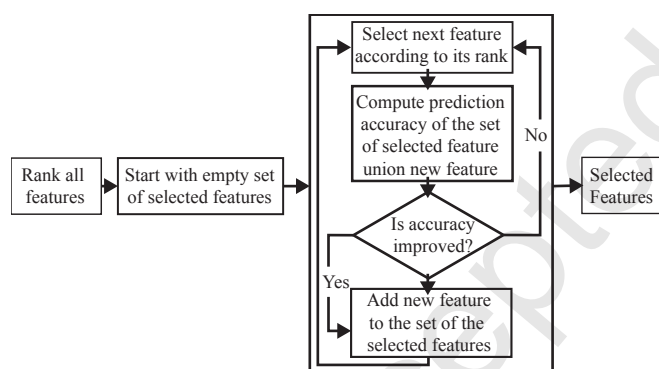 Rank all
features
Start with empty set
of selected features
Select next feature
according to its rank
Compute prediction
accuracy of the set
of selected feature
union new feature
No
Is accuracy
improved?
Yes
Add new feature
to the set of the
selected features
Selected
Features
epted